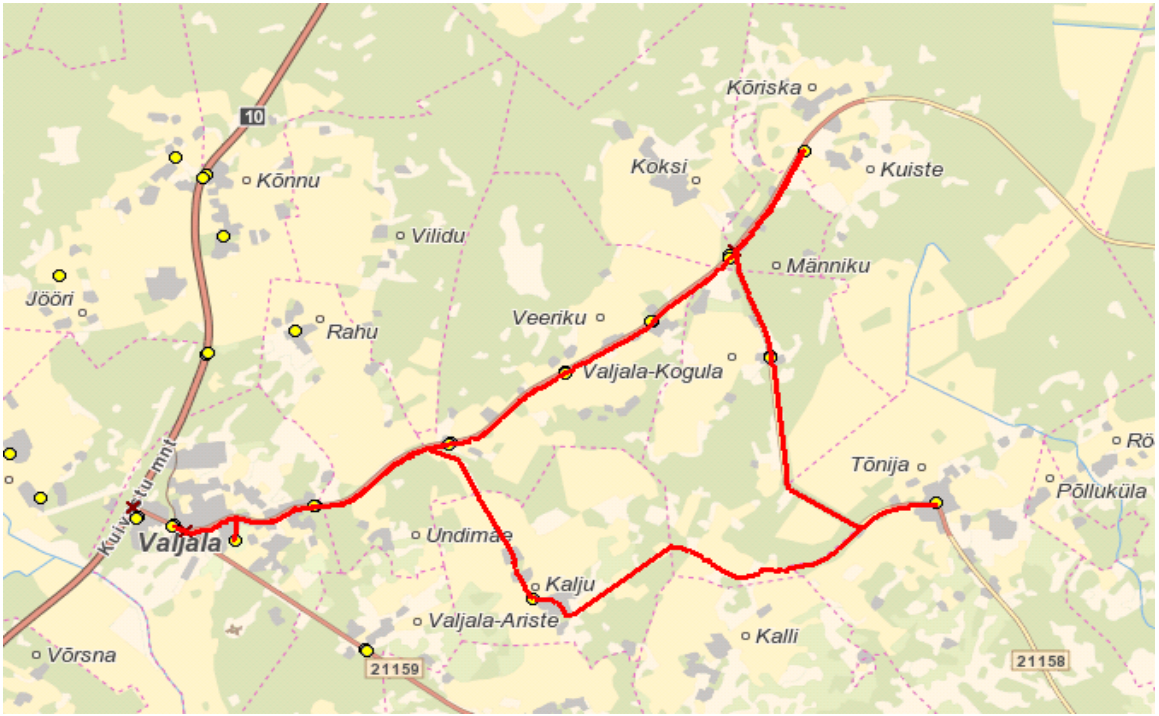 Kõriska
10
Koksi
Kuiste
Kõnnu
Vilidu
Männiku
Jööri
Rahu
Veeriku
Valjala-Kogula
Kuivastu mnt
Tõnija
Rö
Põlluküla
Valjala
Undimäe
Kalju
Valjala-Ariste
Kalli
Võrsna
21159
21158